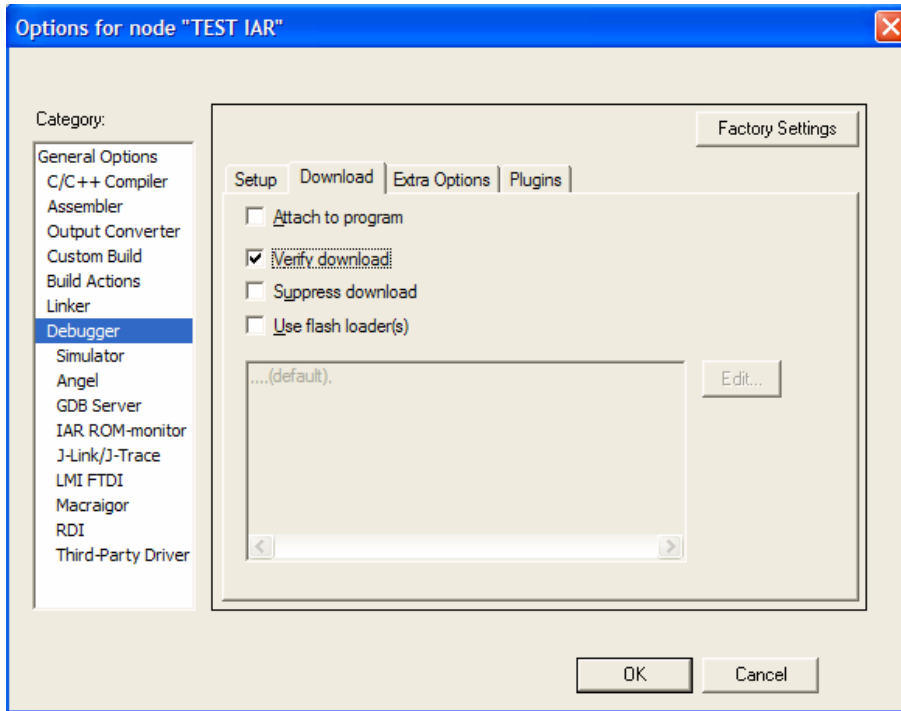 Options for node "TEST IAR"
Category:
Factory Settings
General Options
C/C++ Compiler
Assembler
Output Converter
Custom Build
Build Actions
Linker
Debugger
Simulator
Angel
GDB Server
IAR ROM-monitor
J-Link/J-Trace
LMI FTDI
Macraigor
RDI
Third-Party Driver
Setup Download Extra Options Plugins
Attach to program
Verify download
Suppress download
Use flash loader(s)
....(default).
Edit...
OK Cancel